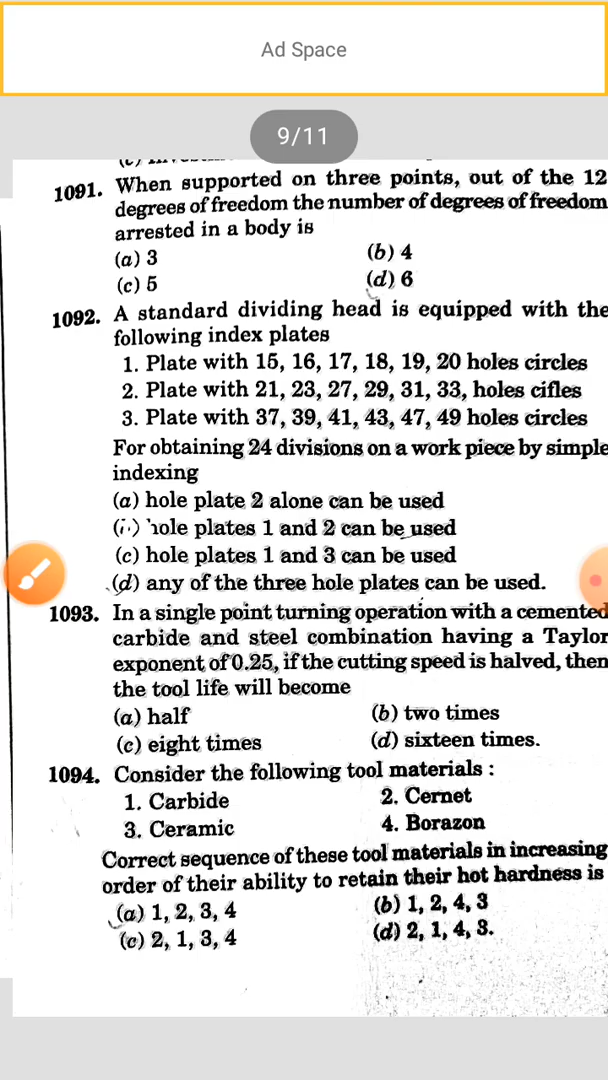 Ad Space
9/11
1091. When supported on three points, out of the 12
degrees of freedom the number of degrees of freedom
arrested in a body is
(a) 3 (b) 4
(c) 5 (d) 6
1092. A standard dividing head is equipped with the
following index plates
1. Plate with 15, 16, 17, 18, 19, 20 holes circles
2. Plate with 21, 23, 27, 29, 31, 33, holes cifles
3. Plate with 37, 39, 41, 43, 47, 49 holes circles
For obtaining 24 divisions on a work piece by simple
indexing
(a) hole plate 2 alone can be used
hole plates 1 and 2 can be used
(c) hole plates 1 and 3 can be used
(d) any of the three hole plates can be used.
1093. In a single point turning operation with a cemented
carbide and steel combination having a Taylor
exponent of 0.25, if the cutting speed is halved, then
the tool life will become
(a) half (b) two times
(c) eight times (d) sixteen times.
1094. Consider the following tool materials :
1. Carbide 2. Cernet
3. Ceramic 4. Borazon
Correct sequence of these tool materials in increasing
order of their ability to retain their hot hardness is
(a) 1, 2, 3, 4 (b) 1, 2, 4, 3
(c) 2, 1, 3, 4 (d) 2, 1, 4, 3.